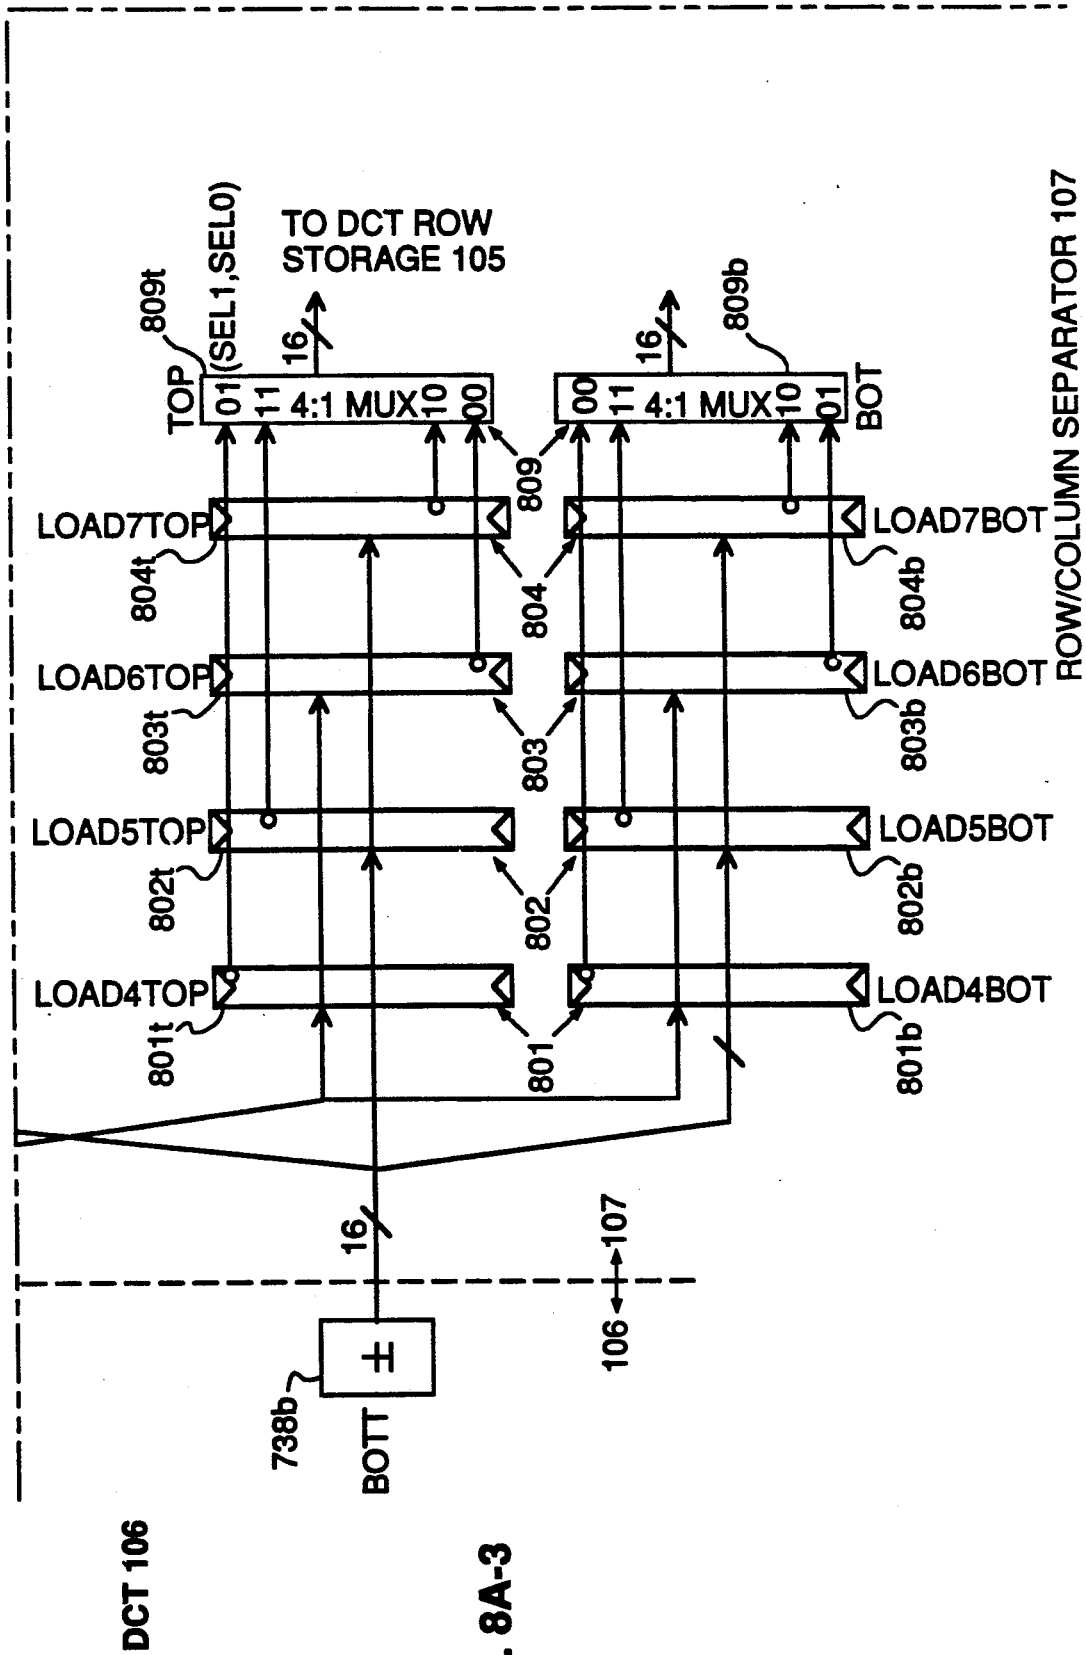 DCT 106
. 8A-3
738b
BOTT
±
106
107
16
LOAD4TOP
801t
801
LOAD4BOT
801b
LOAD5TOP
802t
802
LOAD5BOT
802b
LOAD6TOP
803t
803
LOAD6BOT
803b
LOAD7TOP
804t
804
LOAD7BOT
804b
809
TOP
809t
01
(SEL1,SEL0)
11
4:1 MUX
10
00
16
TO DCT ROW
STORAGE 105
00
11
4:1 MUX
10
01
BOT
809b
16
ROW/COLUMN SEPARATOR 107